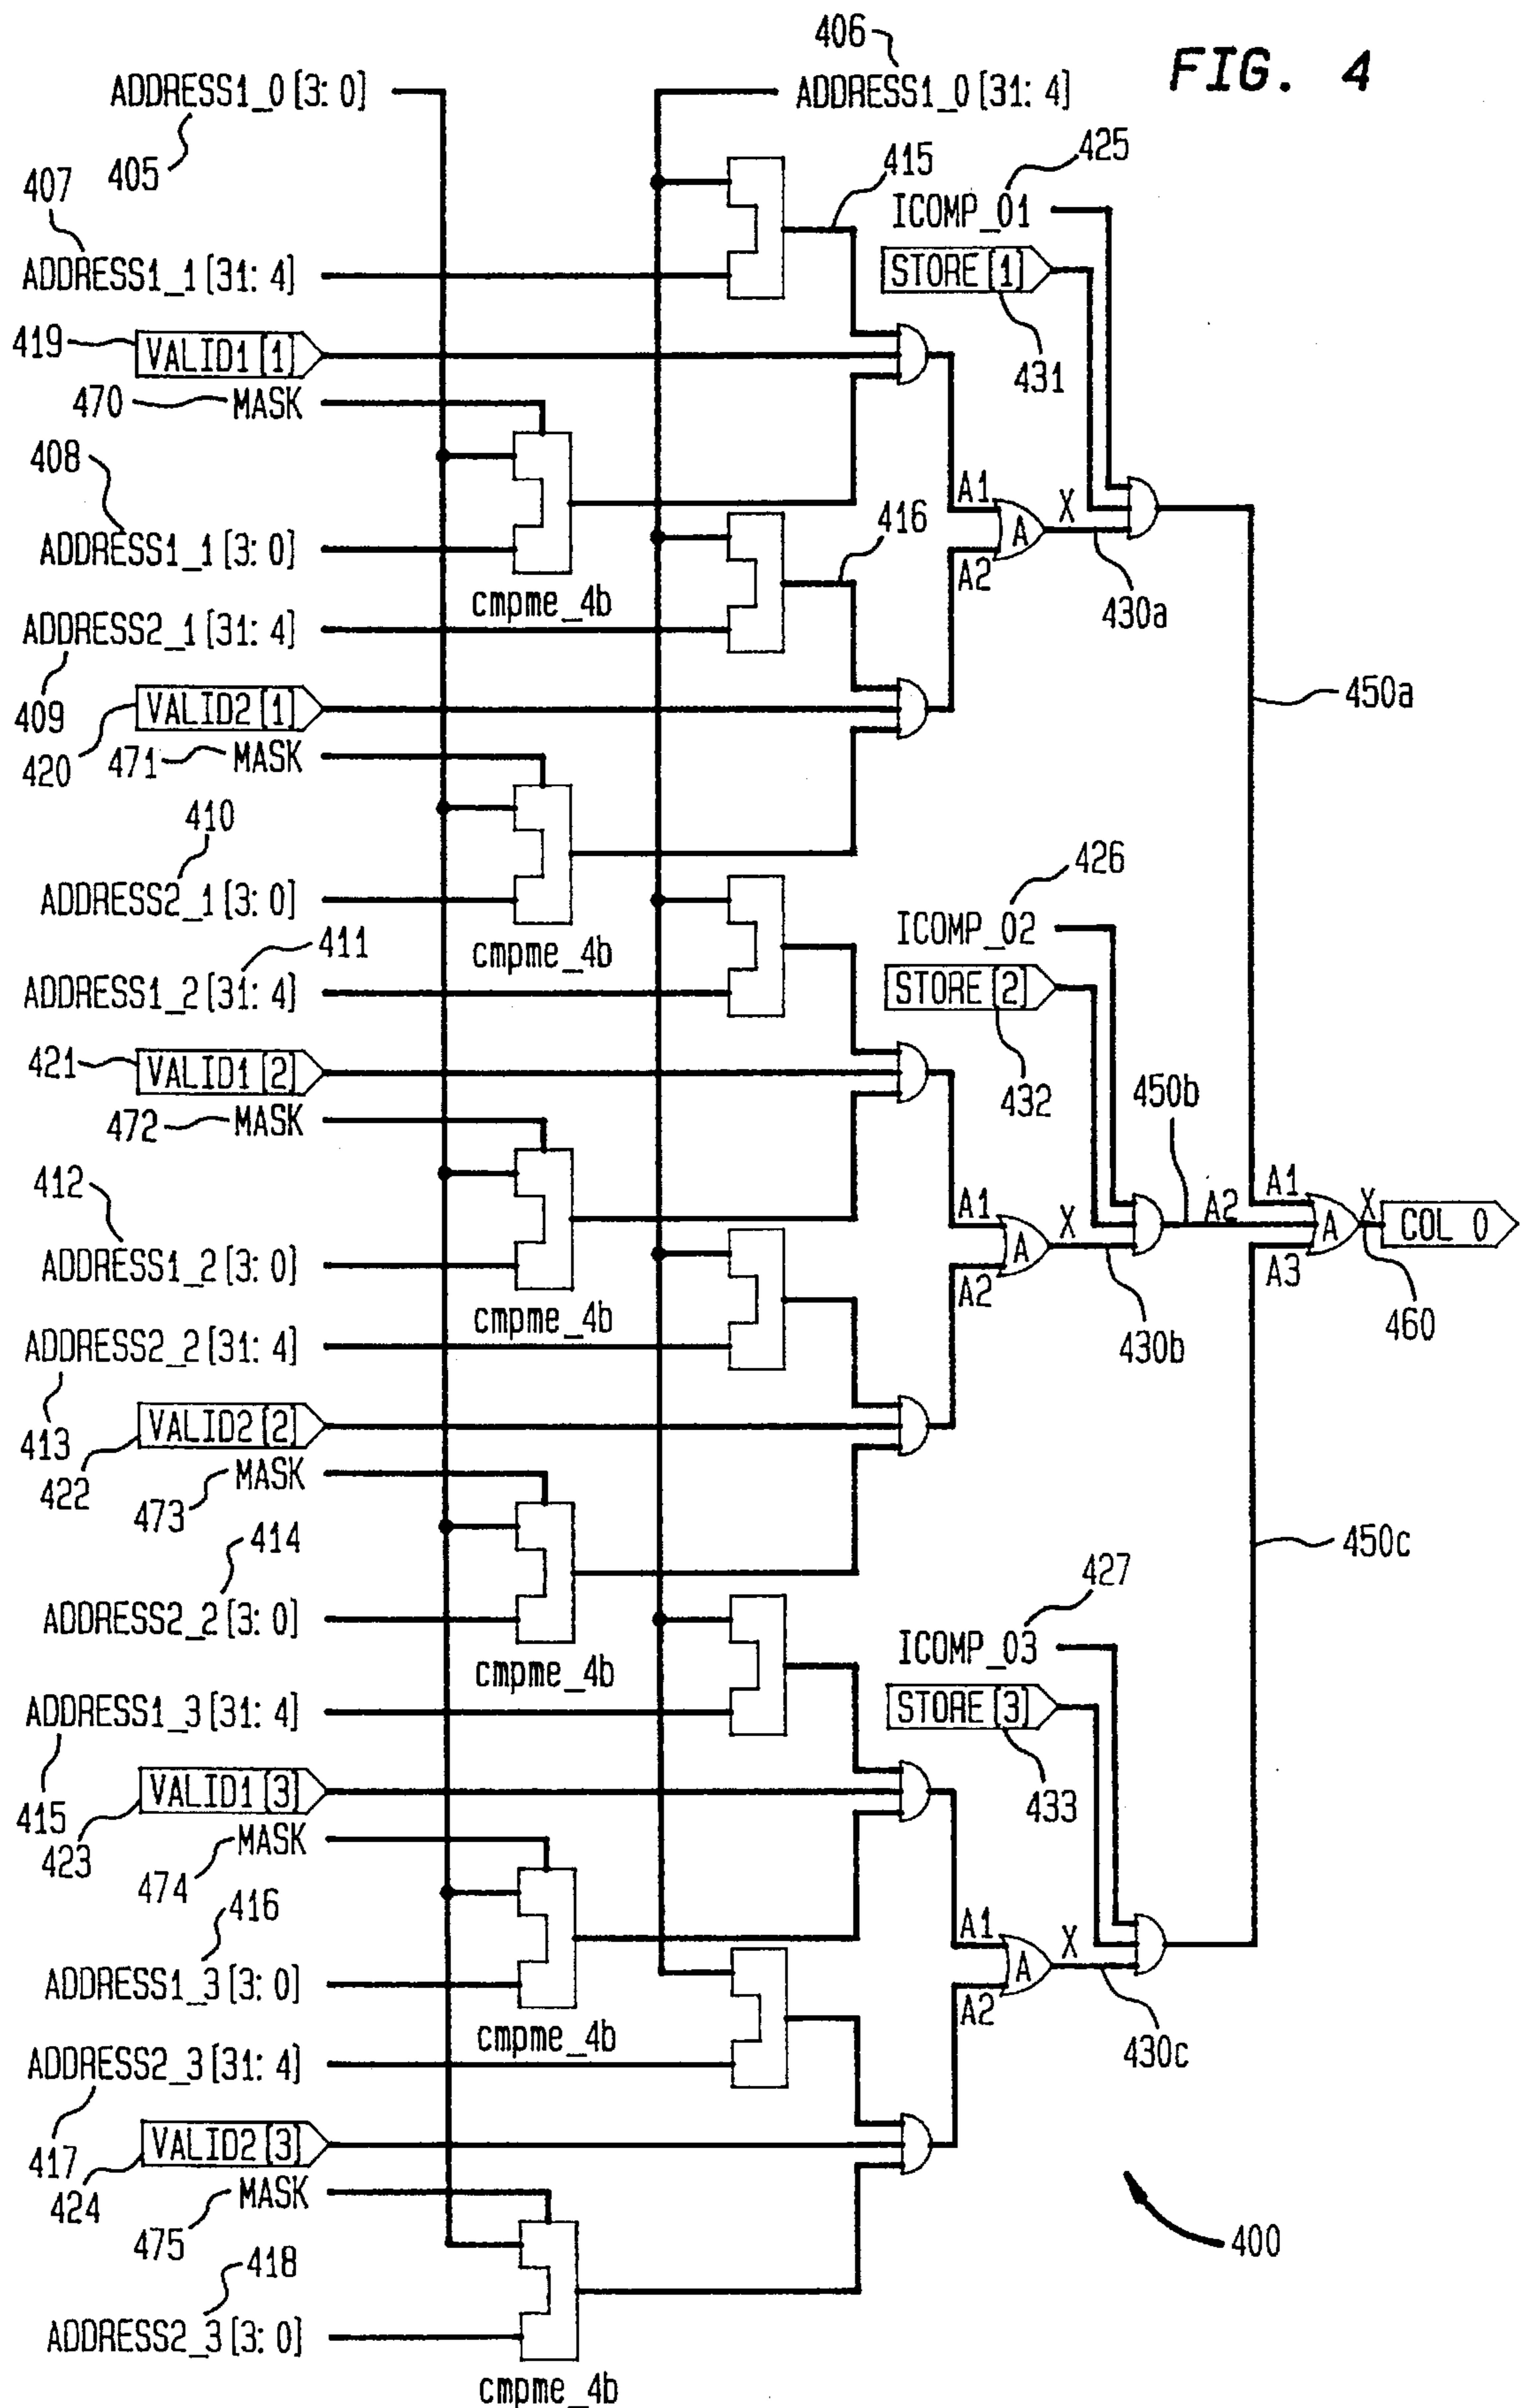 FIG. 4
406
ADDRESS1_0 [3: 0]
ADDRESS1_0 [31: 4]
405
407
415
425
ICOMP_01
ADDRESS1_1 [31: 4]
STORE [1]
431
419
VALID1 [1]
470
MASK
408
A1
X
416
A
ADDRESS1_1 [3: 0]
A2
cmpme_4b
430a
ADDRESS2_1 [31: 4]
409
VALID2 [1]
450a
420
471
MASK
410
426
ADDRESS2_1 [3: 0]
ICOMP_02
411
cmpme_4b
STORE [2]
ADDRESS1_2 [31: 4]
432
421
VALID1 [2]
450b
472
MASK
412
A1
X
A2
A1
A
X
COL 0
A
ADDRESS1_2 [3: 0]
A2
A3
cmpme_4b
460
ADDRESS2_2 [31: 4]
430b
413
VALID2 [2]
422
MASK
473
414
450c
427
ADDRESS2_2 [3: 0]
ICOMP_03
cmpme_4b
STORE [3]
ADDRESS1_3 [31: 4]
433
415
VALID1 [3]
423
MASK
474
416
A1
X
A
ADDRESS1_3 [3: 0]
A2
cmpme_4b
430c
ADDRESS2_3 [31: 4]
417
VALID2 [3]
424
MASK
475
400
418
ADDRESS2_3 [3: 0]
cmpme_4b